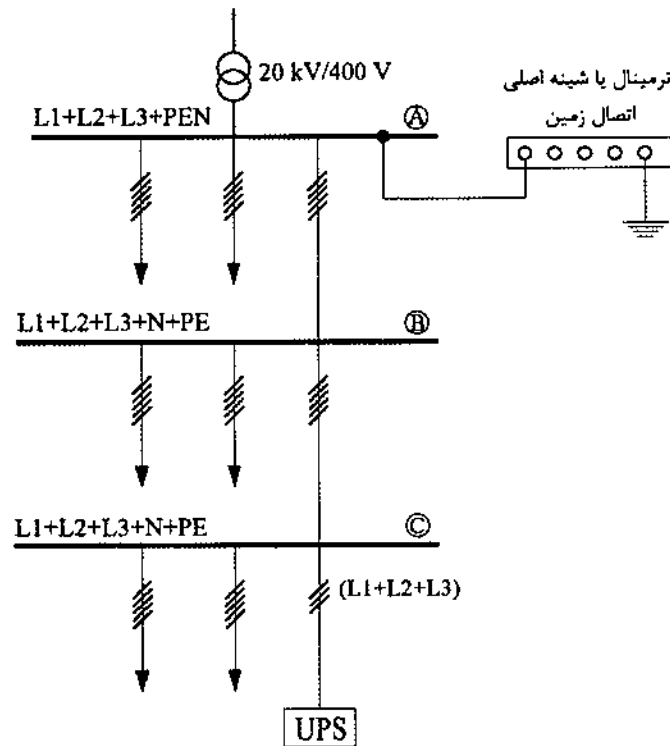 20 kV/400 V
ترمینال یا شینه اصلی
اتصال زمین
L1+L2+L3+PEN
Ⓐ
L1+L2+L3+N+PE
Ⓑ
L1+L2+L3+N+PE
Ⓒ
(L1+L2+L3)
UPS